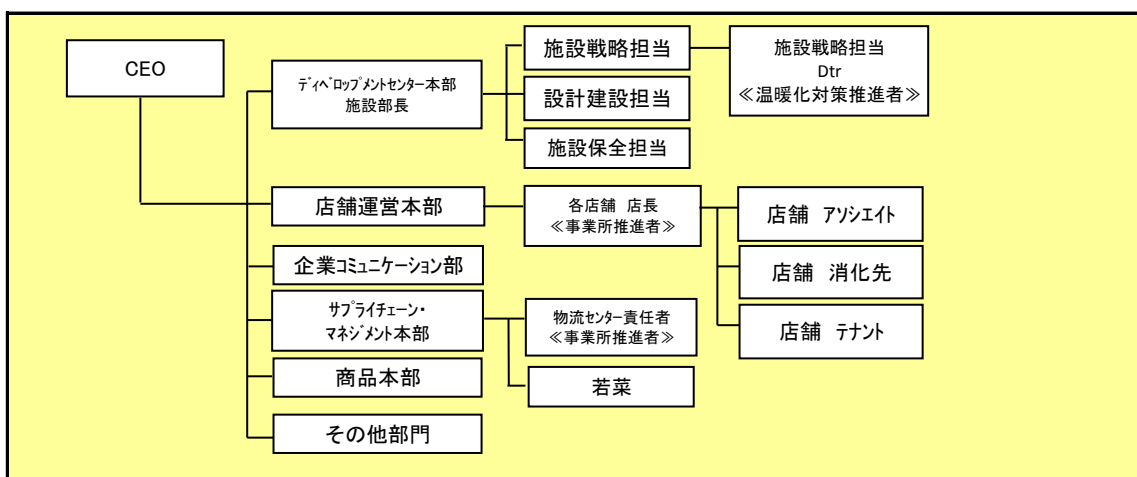 CEO
ディベロップメントセンター本部
施設部長
施設戦略担当
設計建設担当
施設保全担当
施設戦略担当
Dtr
≪温暖化対策推進者≫
店舗運営本部
各店舗　店長
≪事業所推進者≫
店舗　アソシエイト
店舗　消化先
店舗　テナント
企業コミュニケーション部
サプライチェーン・
マネジメント本部
物流センター責任者
≪事業所推進者≫
若菜
商品本部
その他部門